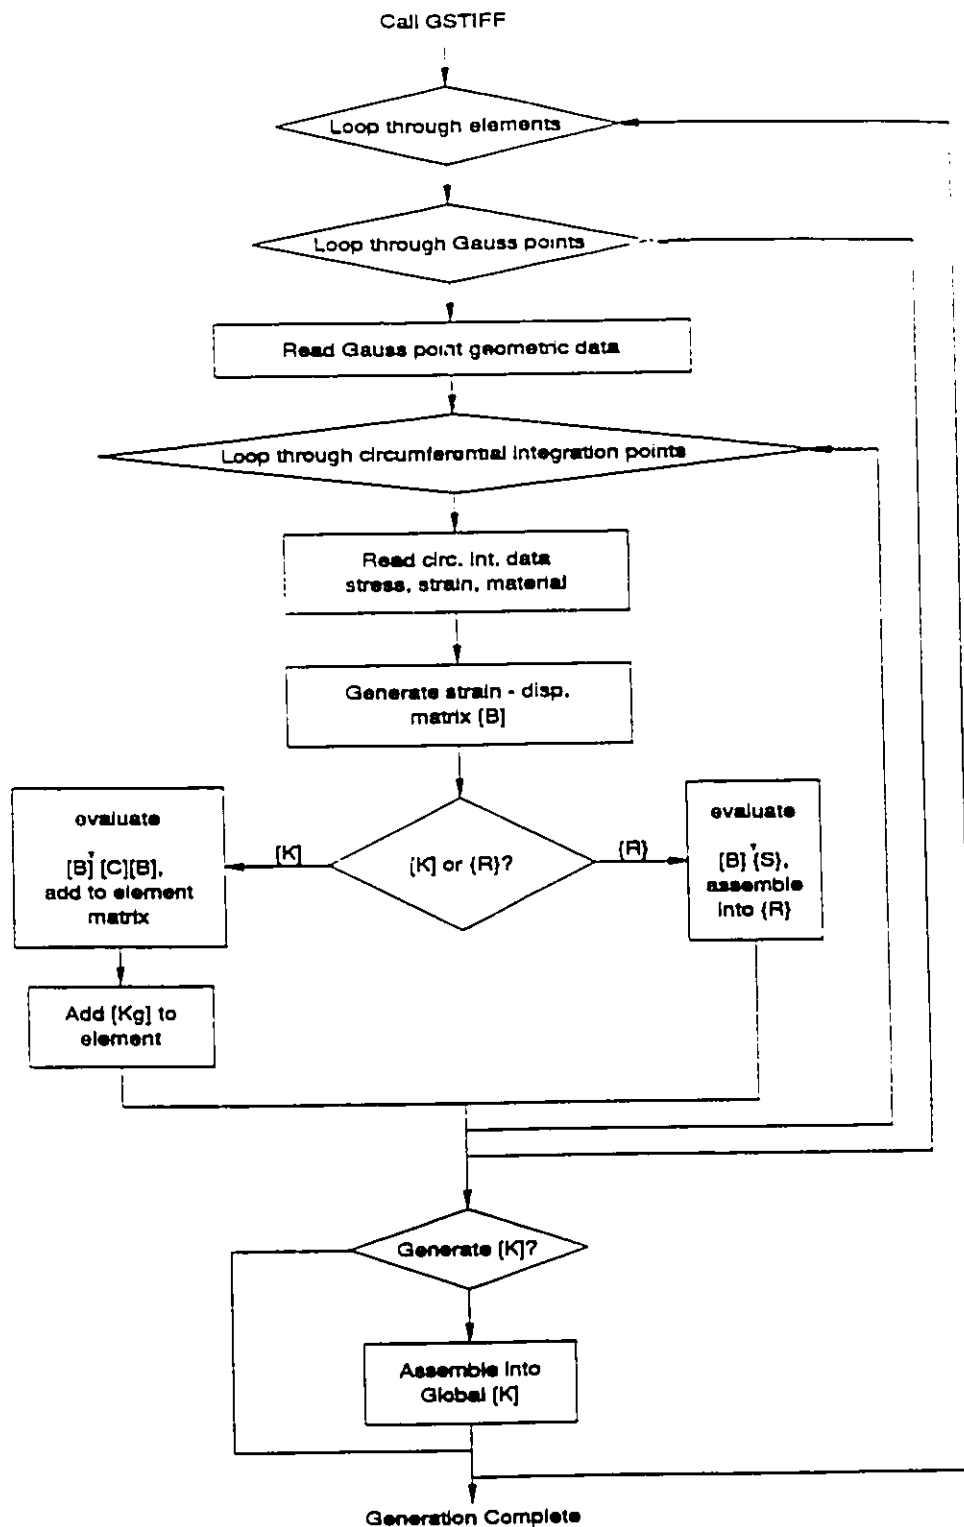 Call GSTIFF
Loop through elements
Loop through Gauss points
Read Gauss point geometric data
Loop through circumferential integration points
Read circ. int. data
stress, strain, material
Generate strain - disp.
matrix [B]
evaluate
[B]ᵀ [C][B],
add to element
matrix
[K]
[K] or {R}?
{R}
evaluate
[B]ᵀ {S},
assemble
into {R}
Add [Kg] to
element
Generate [K]?
Assemble into
Global [K]
Generation Complete